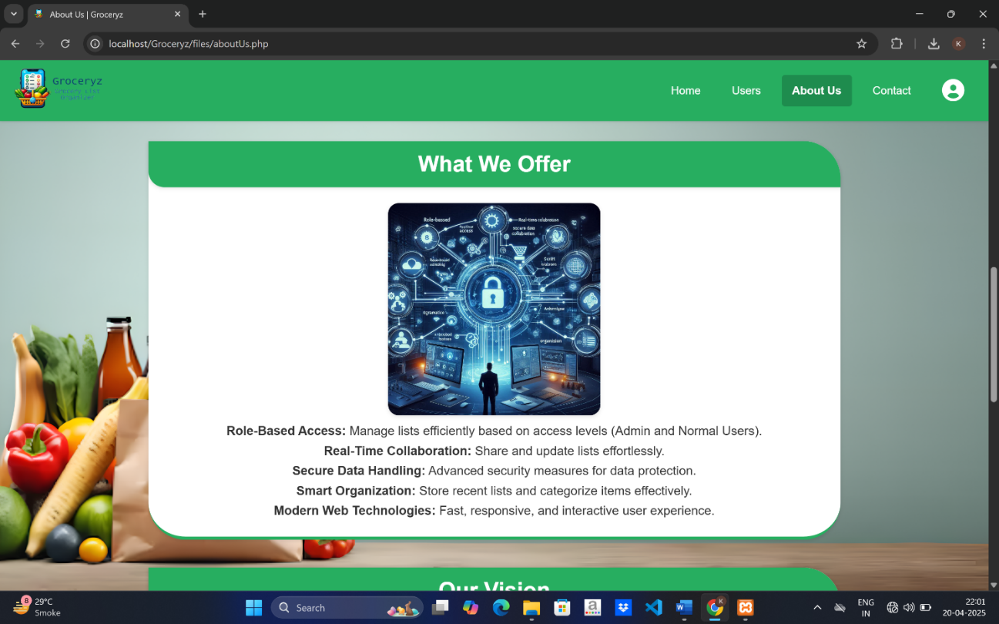 About Us | Groceryz
localhost/Groceryz/files/aboutUs.php
K
Groceryz
Grocery List
Organizer
Home
Users
About Us
Contact
What We Offer
Role-based
Real-time colaboration
access
secure data
collaboration
organision
Role-Based Access: Manage lists efficiently based on access levels (Admin and Normal Users).
Real-Time Collaboration: Share and update lists effortlessly.
Secure Data Handling: Advanced security measures for data protection.
Smart Organization: Store recent lists and categorize items effectively.
Modern Web Technologies: Fast, responsive, and interactive user experience.
Our Vision
8
29°C
Smoke
Search
a
W
K
ENG
IN
22:01
20-04-2025